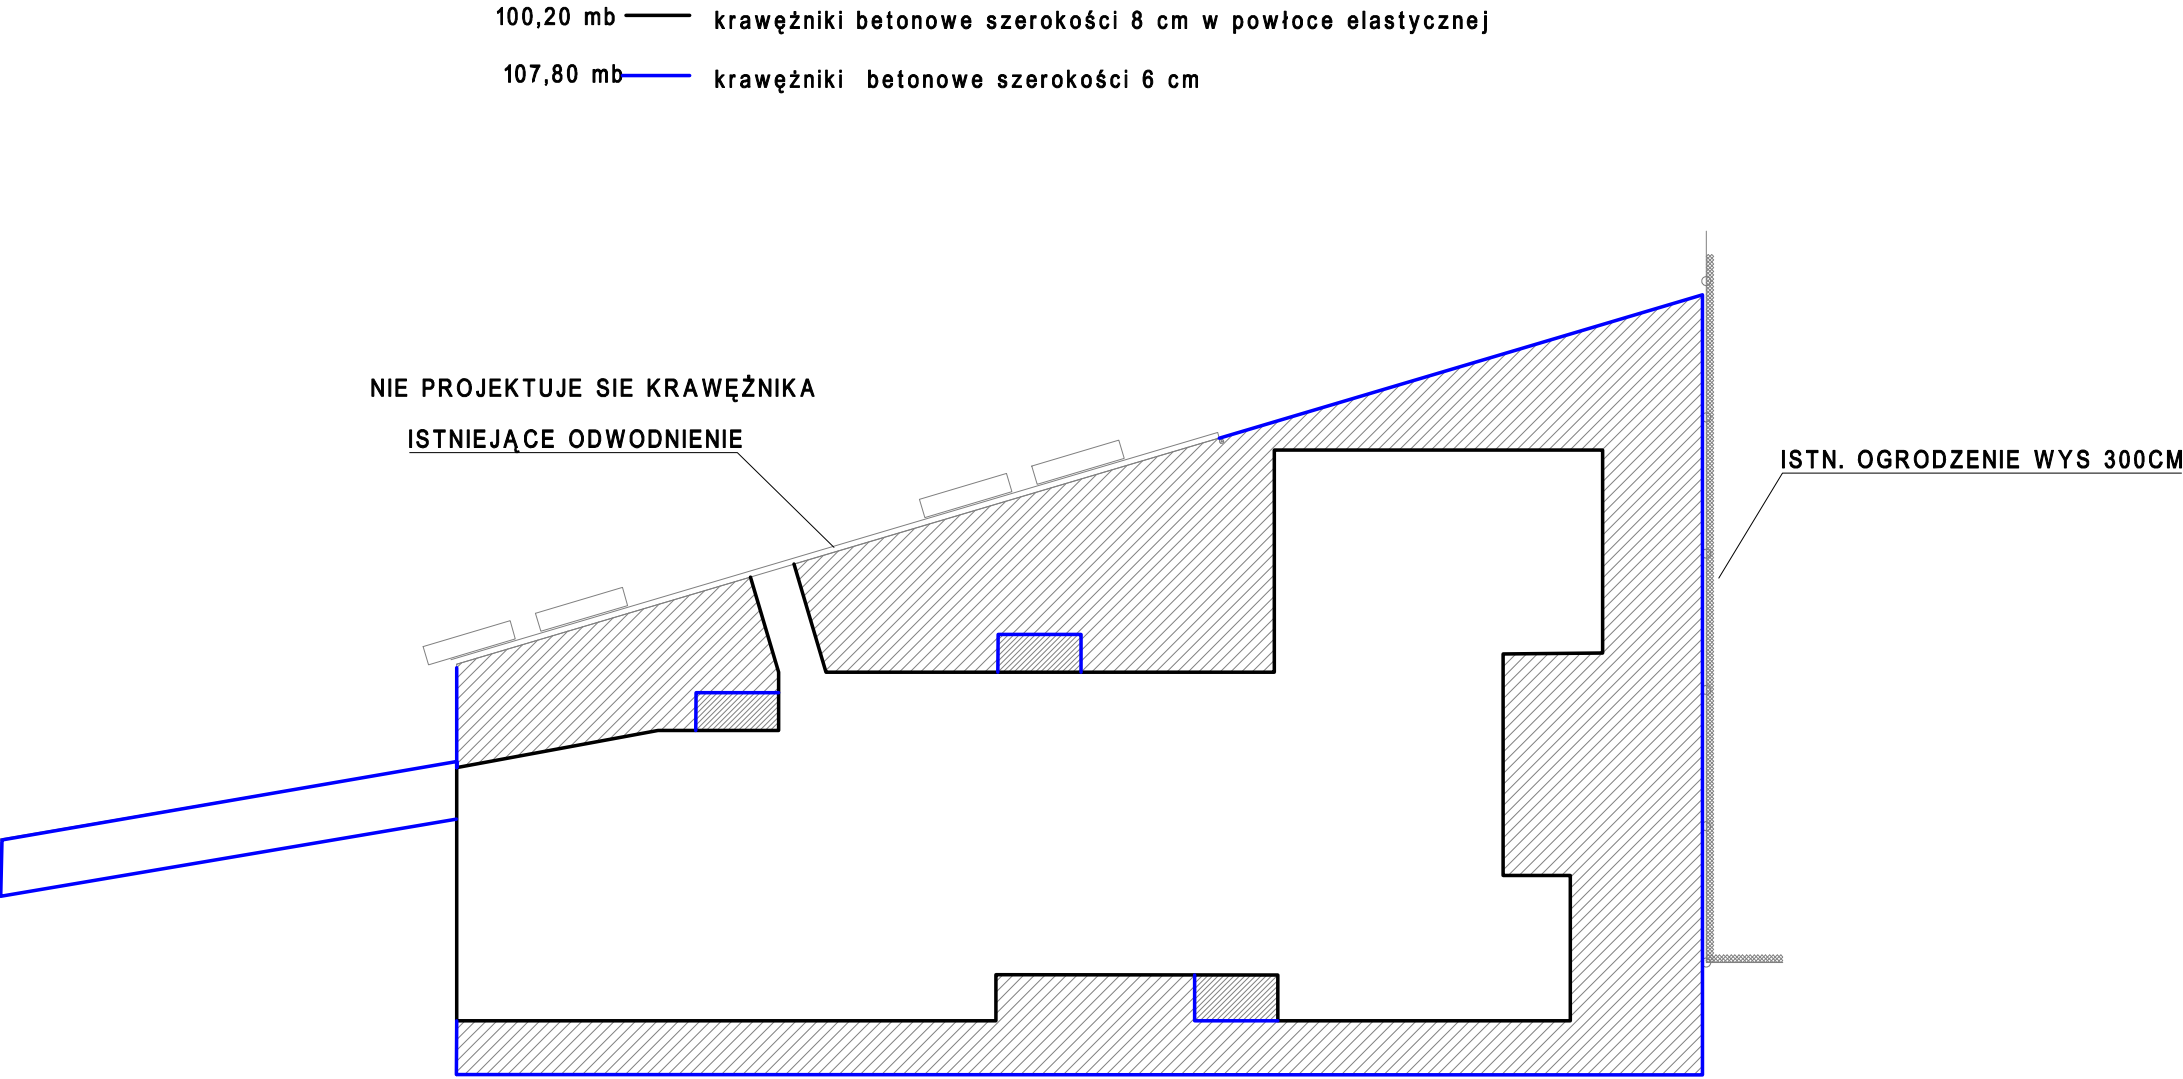 100,20 mb krawężniki betonowe szerokości 8 cm w powłoce elastycznej
107,80 mb krawężniki betonowe szerokości 6 cm
NIE PROJEKTUJE SIE KRAWĘŻNIKA
ISTNIEJĄCE ODWODNIENIE
ISTN. OGRODZENIE WYS 300CM